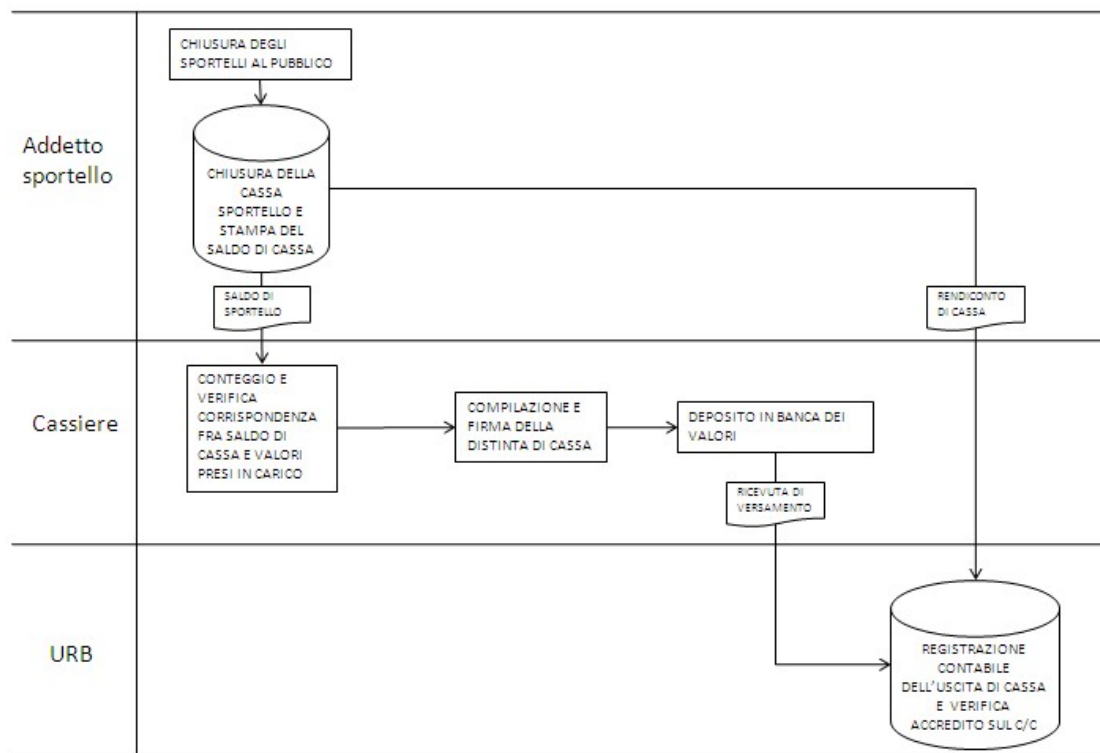 CHIUSURA DEGLI
SPORTELLI AL PUBBLICO
Addetto
sportello
CHIUSURA DELLA
CASSA
SPORTELLO E
STAMPA DEL
SALDO DI CASSA
SALDO DI
SPORTELLO
RENDICONTO
DI CASSA
Cassiere
CONTEGGIO E
VERIFICA
CORRISPONDENZA
FRA SALDO DI
CASSA E VALORI
PRESI IN CARICO
COMPILAZIONE E
FIRMA DELLA
DISTINTA DI CASSA
DEPOSITO IN BANCA DEI
VALORI
RICEVUTA DI
VERSAMENTO
URB
REGISTRAZIONE
CONTABILE
DELL'USCITA DI CASSA
E VERIFICA
ACCREDITO SUL C/C